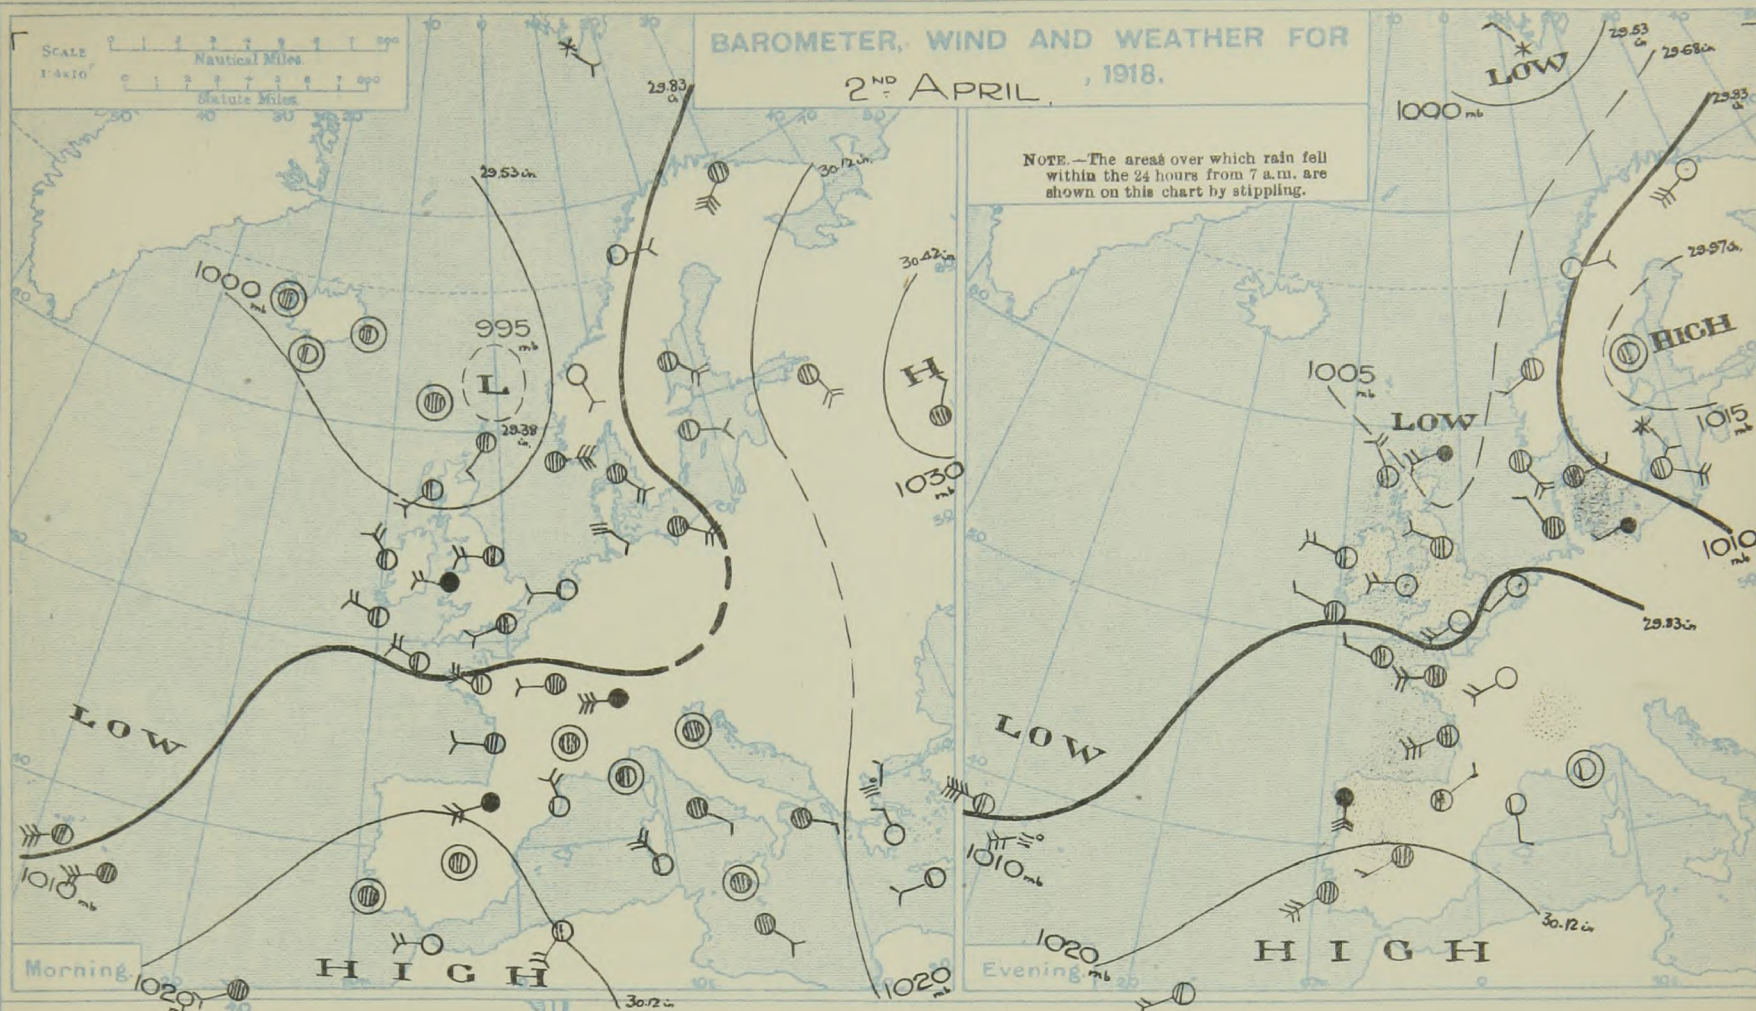 SCALE
1:4x10⁷
Nautical Miles.
Statute Miles.
BAROMETER, WIND AND WEATHER FOR
2ND APRIL, , 1918.
NOTE.—The areas over which rain fell
within the 24 hours from 7 a.m. are
shown on this chart by stippling.
29.83
29.53 in
30.12 in.
30.42 in
1000
mb
995
mb
L
29.38
in.
H
1030
mb
LOW
1010
mb
HIGH
1020
mb
30.12 in
1020
mb
Morning.
LOW
1000 mb
29.53
in
29.68 in
29.83
29.97 in.
HIGH
1015
mb
1005
mb
LOW
1010
mb
29.83 in
LOW
1010
mb
1020
mb
30.12 in
HIGH
Evening.